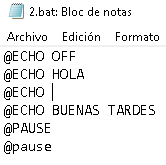 2.bat: Bloc de notas
Archivo Edición Formato
@ECHO OFF
@ECHO HOLA
@ECHO
@ECHO BUENAS TARDES
@PAUSE
@pause